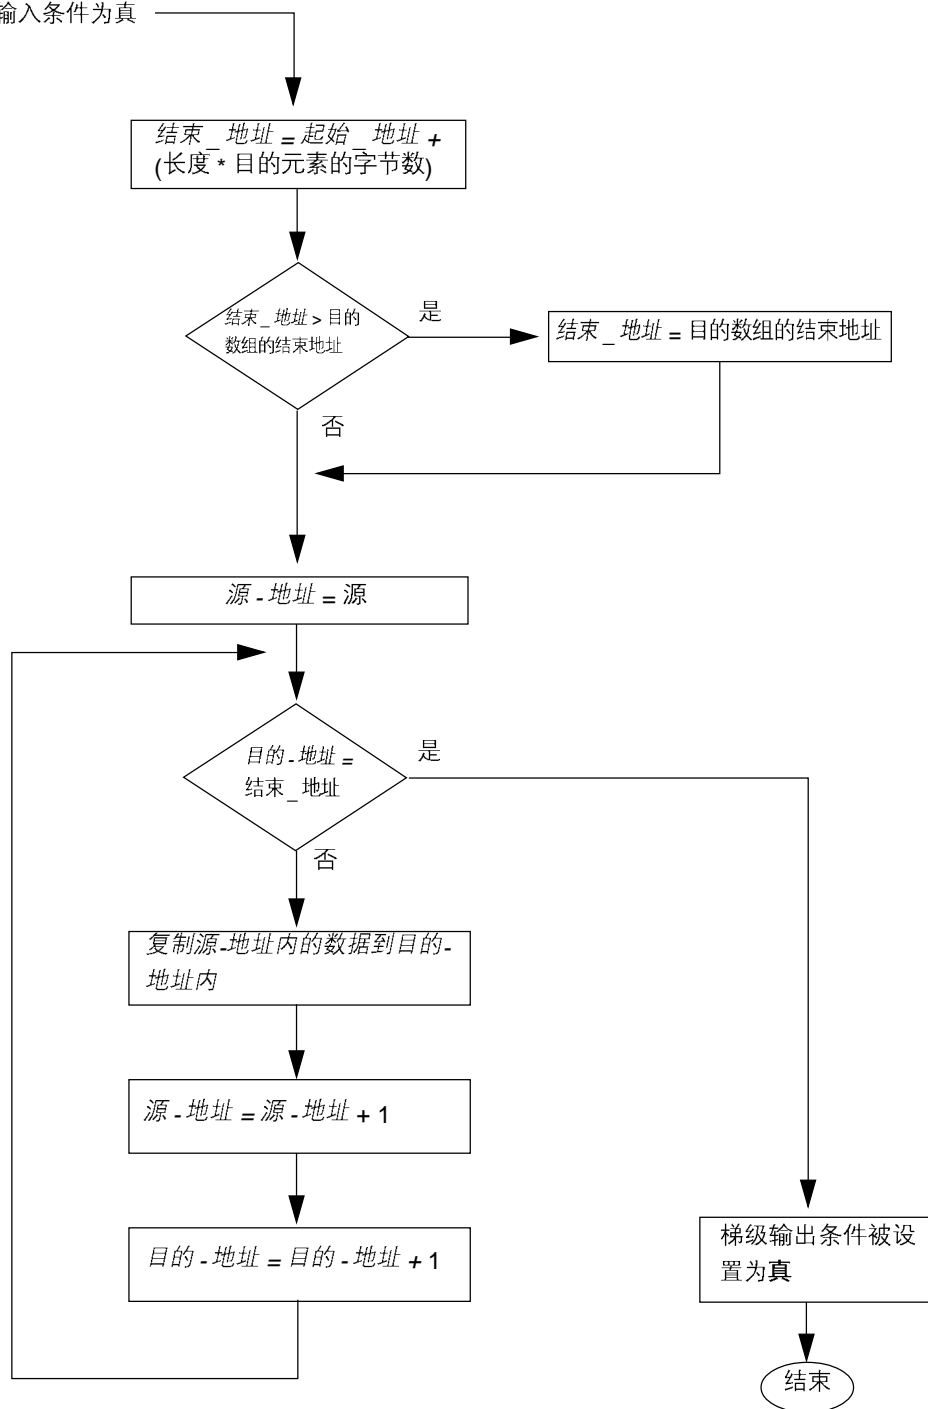 输入条件为真
结束 _ 地址 = 起始 _ 地址 +
(长度 * 目的元素的字节数)
结束 _ 地址 > 目的
数组的结束地址
是
结束 _ 地址 = 目的数组的结束地址
否
源 - 地址 = 源
目的 - 地址 =
结束 _ 地址
是
否
复制源-地址内的数据到目的-
地址内
源 - 地址 = 源 - 地址 + 1
目的 - 地址 = 目的 - 地址 + 1
梯级输出条件被设
置为真
结束